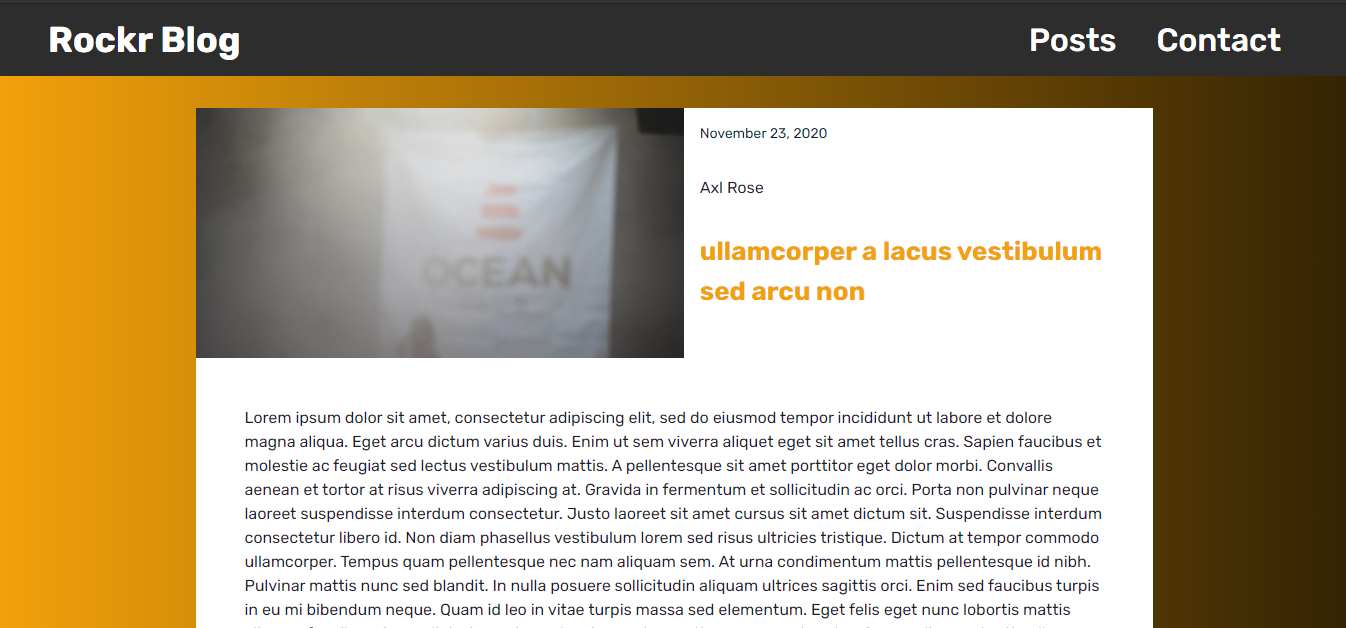 Rockr Blog
Posts Contact
OCEAN
November 23, 2020
Axl Rose
ullamcorper a lacus vestibulum
sed arcu non
Lorem ipsum dolor sit amet, consectetur adipiscing elit, sed do eiusmod tempor incididunt ut labore et dolore
magna aliqua. Eget arcu dictum varius duis. Enim ut sem viverra aliquet eget sit amet tellus cras. Sapien faucibus et
molestie ac feugiat sed lectus vestibulum mattis. A pellentesque sit amet porttitor eget dolor morbi. Convallis
aenean et tortor at risus viverra adipiscing at. Gravida in fermentum et sollicitudin ac orci. Porta non pulvinar neque
laoreet suspendisse interdum consectetur. Justo laoreet sit amet cursus sit amet dictum sit. Suspendisse interdum
consectetur libero id. Non diam phasellus vestibulum lorem sed risus ultricies tristique. Dictum at tempor commodo
ullamcorper. Tempus quam pellentesque nec nam aliquam sem. At urna condimentum mattis pellentesque id nibh.
Pulvinar mattis nunc sed blandit. In nulla posuere sollicitudin aliquam ultrices sagittis orci. Enim sed faucibus turpis
in eu mi bibendum neque. Quam id leo in vitae turpis massa sed elementum. Eget felis eget nunc lobortis mattis